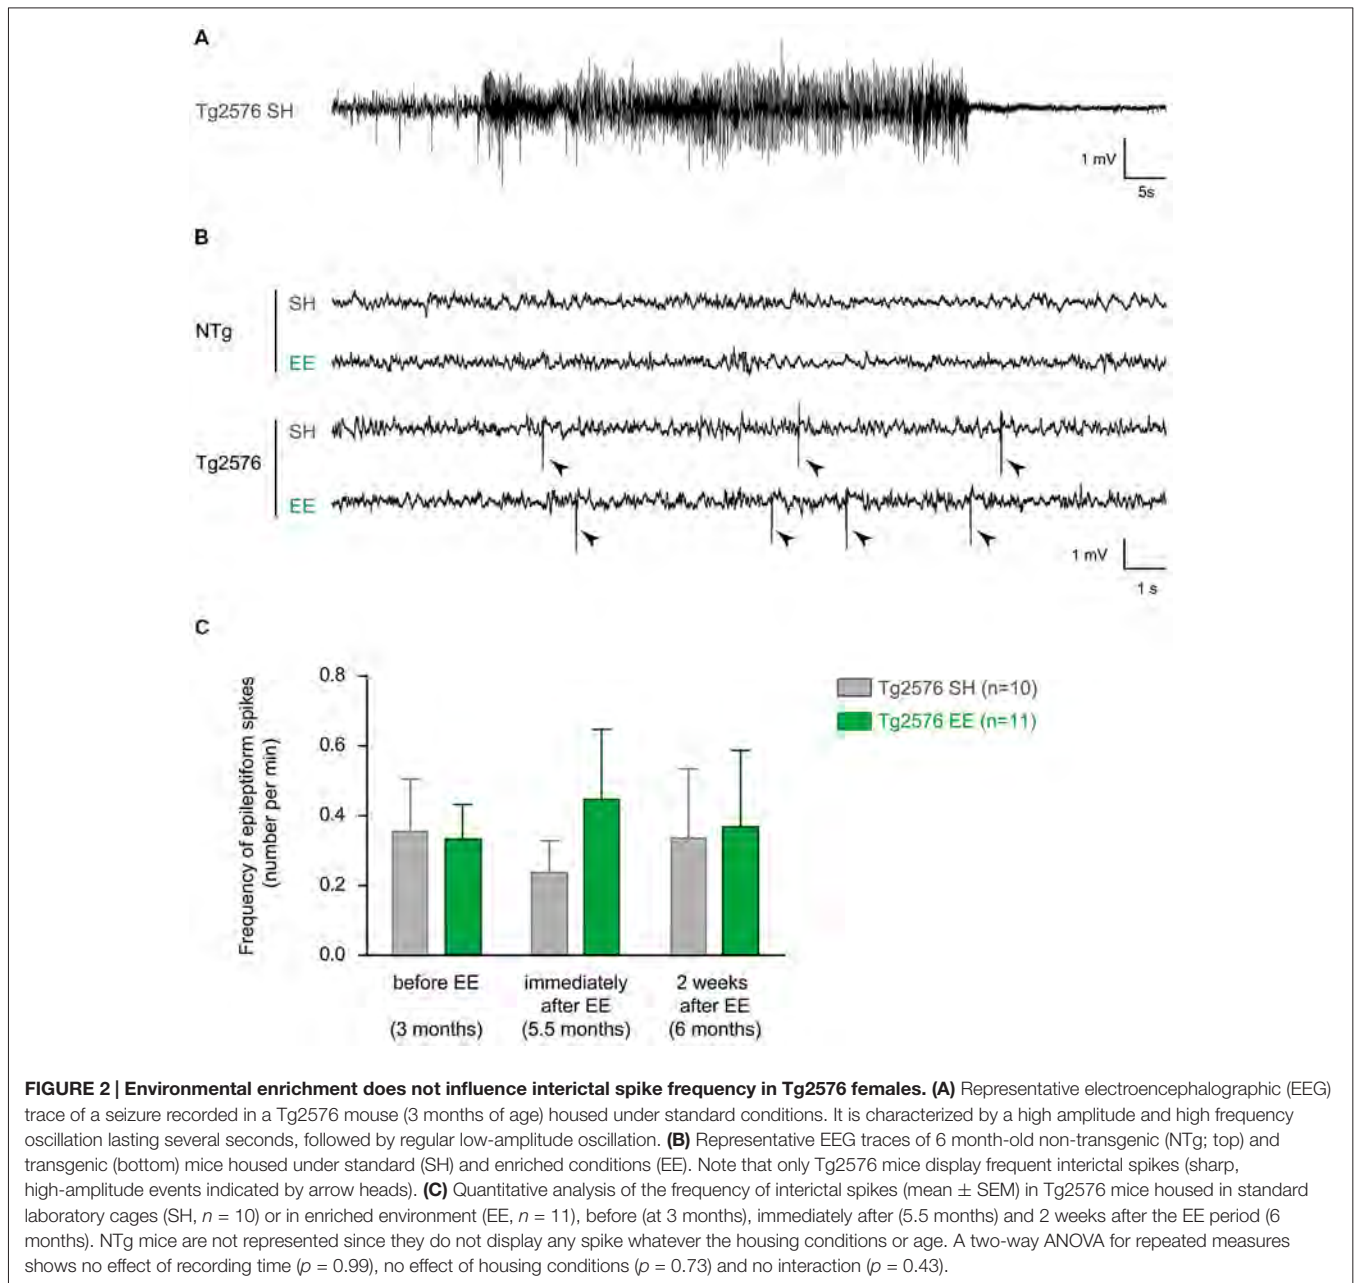 A
Tg2576 SH
1 mV
5s
B
NTg
SH
EE
Tg2576
SH
EE
1 mV
1 s
C
Frequency of epileptiform spikes
(number per min)
0.8
0.6
0.4
0.2
0.0
Tg2576 SH (n=10)
Tg2576 EE (n=11)
before EE
(3 months)
immediately
after EE
(5.5 months)
2 weeks
after EE
(6 months)
FIGURE 2 | Environmental enrichment does not influence interictal spike frequency in Tg2576 females. (A) Representative electroencephalographic (EEG)
trace of a seizure recorded in a Tg2576 mouse (3 months of age) housed under standard conditions. It is characterized by a high amplitude and high frequency
oscillation lasting several seconds, followed by regular low-amplitude oscillation. (B) Representative EEG traces of 6 month-old non-transgenic (NTg; top) and
transgenic (bottom) mice housed under standard (SH) and enriched conditions (EE). Note that only Tg2576 mice display frequent interictal spikes (sharp,
high-amplitude events indicated by arrow heads). (C) Quantitative analysis of the frequency of interictal spikes (mean ± SEM) in Tg2576 mice housed in standard
laboratory cages (SH, n = 10) or in enriched environment (EE, n = 11), before (at 3 months), immediately after (5.5 months) and 2 weeks after the EE period (6
months). NTg mice are not represented since they do not display any spike whatever the housing conditions or age. A two-way ANOVA for repeated measures
shows no effect of recording time (p = 0.99), no effect of housing conditions (p = 0.73) and no interaction (p = 0.43).